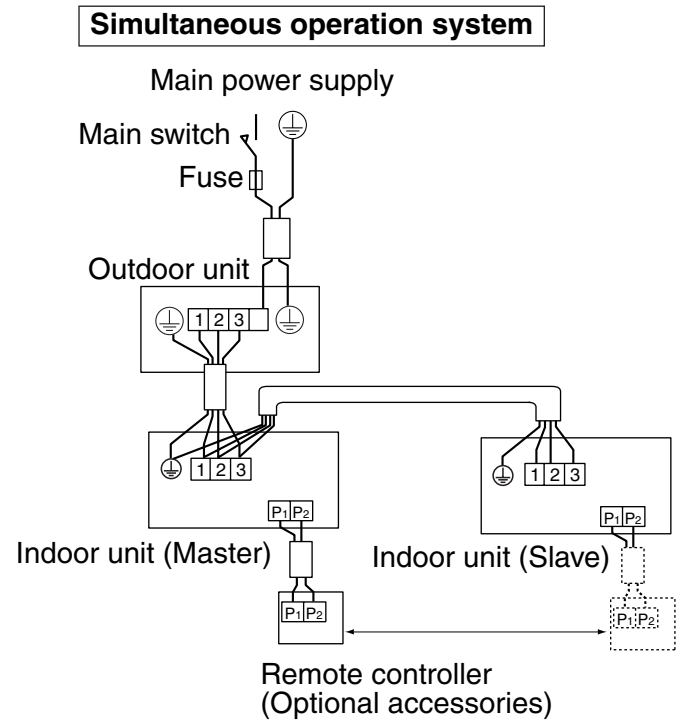 Simultaneous operation system
Main power supply
Main switch
Fuse
Outdoor unit
1 2 3
1 2 3
1 2 3
P1 P2
P1 P2
Indoor unit (Master)
Indoor unit (Slave)
P1 P2
P1 P2
Remote controller
(Optional accessories)